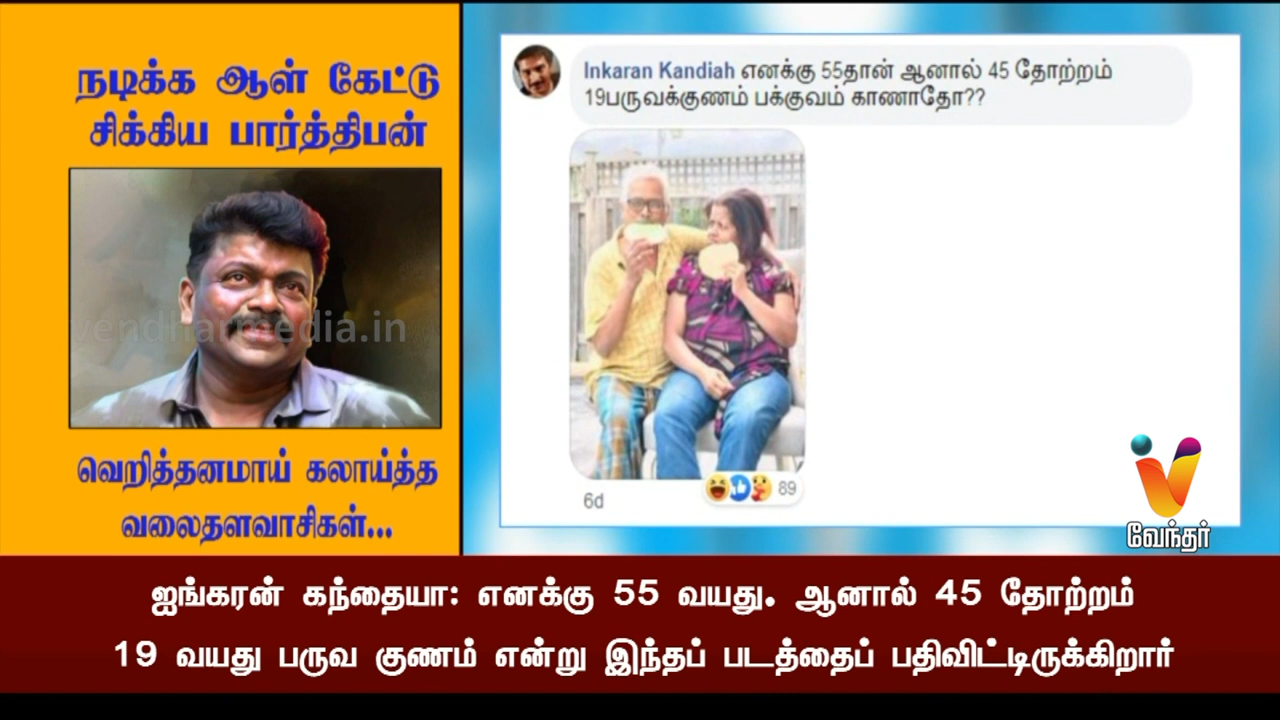 நடிக்க ஆள் கேட்டு
சிக்கிய பார்த்திபன்
vendharmedia.in
வெறித்தனமாய் கலாய்த்த
வலைதளவாசிகள்...
Inkaran Kandiah எனக்கு 55தான் ஆனால் 45 தோற்றம்
19பருவக்குணம் பக்குவம் காணாதோ??
6d
89
வேந்தர்
ஐங்கரன் கந்தையா: எனக்கு 55 வயது. ஆனால் 45 தோற்றம்
19 வயது பருவ குணம் என்று இந்தப் படத்தைப் பதிவிட்டிருக்கிறார்